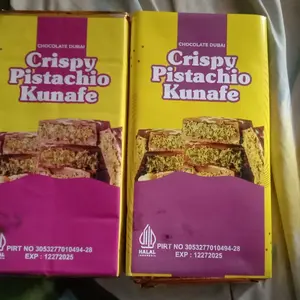 CHOCOLATE DUBAI
Crispy
Pistachio
Kunafe
PIRT NO 3053277010494-28
EXP : 12272025
CHOCOLATE DUBAI
Crispy
Pistachio
Kunafe
HALAL
INDONESIA
PIRT NO 3053277010494-28
EXP : 12272025